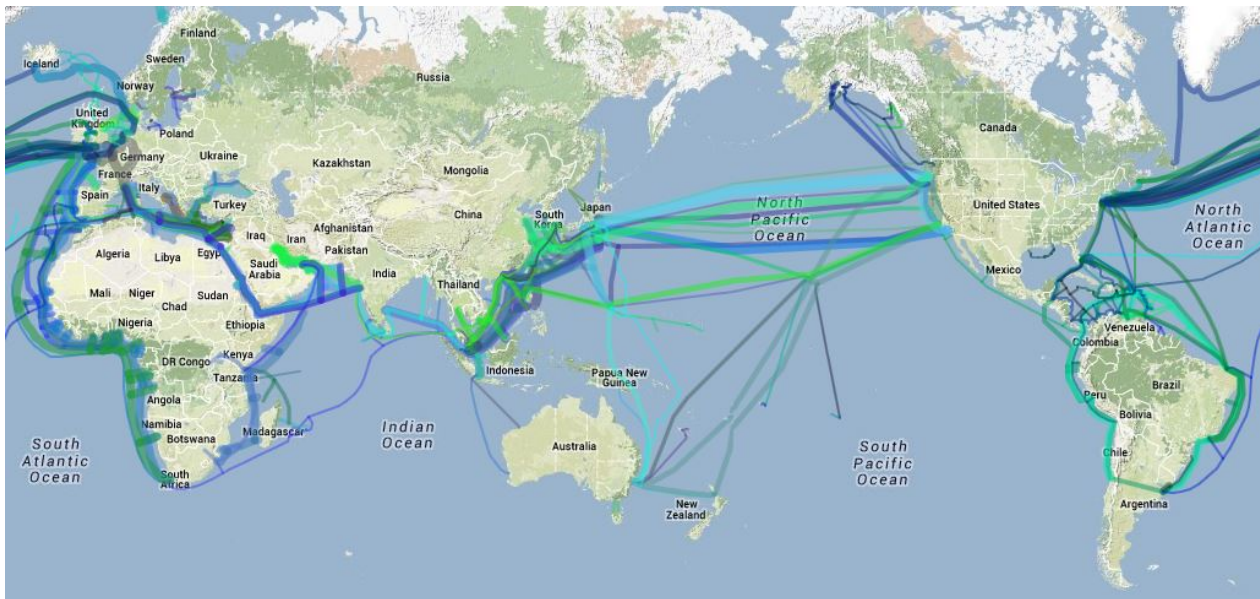 Finland
Sweden
Iceland
Norway
Russia
United
Kingdom
Poland
Canada
Germany
Ukraine
France
Kazakhstan
Mongolia
Italy
Spain
Turkey
South
Korea
Japan
North
Pacific
Ocean
United States
North
Atlantic
Ocean
China
Afghanistan
Iraq
Iran
Pakistan
Algeria
Libya
Egypt
Saudi
Arabia
India
Mexico
Thailand
Mali
Niger
Sudan
Chad
Nigeria
Ethiopia
Venezuela
Colombia
Kenya
DR Congo
Indonesia
Papua New
Guinea
Tanzania
Brazil
Peru
Angola
Bolivia
Namibia
Madagascar
Botswana
Indian
Ocean
Australia
South
Atlantic
Ocean
South
Pacific
Ocean
Chile
South
Africa
New
Zealand
Argentina